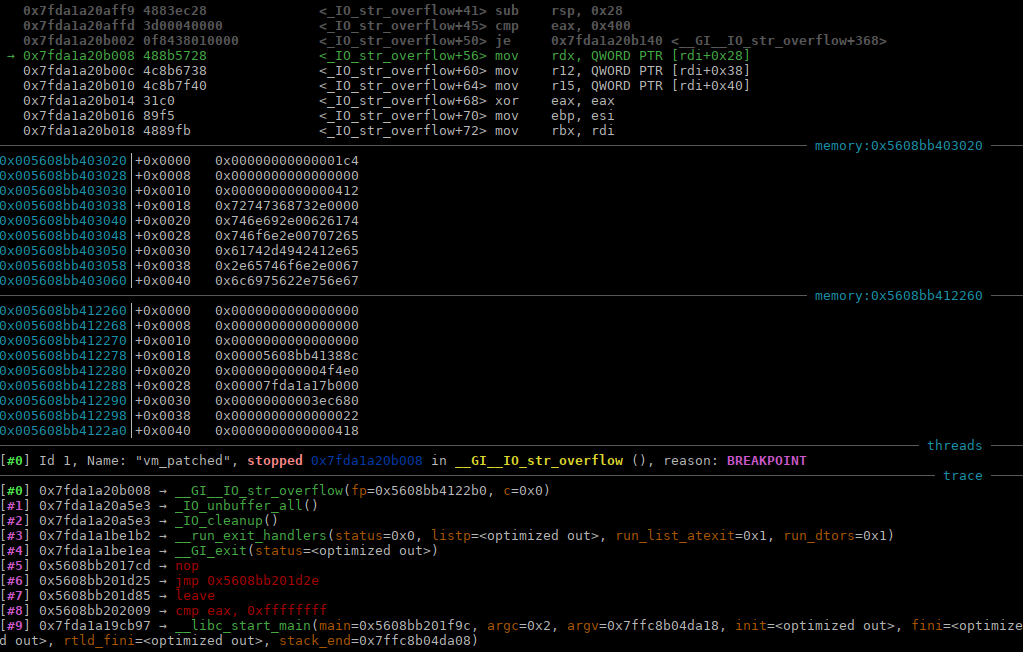 0x7fda1a20aff9 4883ec28 <_IO_str_overflow+41> sub rsp, 0x28
0x7fda1a20affd 3d00040000 <_IO_str_overflow+45> cmp eax, 0x400
0x7fda1a20b002 0f8438010000 <_IO_str_overflow+50> je 0x7fda1a20b140 <__GI__IO_str_overflow+368>
→ 0x7fda1a20b008 488b5728 <_IO_str_overflow+56> mov rdx, QWORD PTR [rdi+0x28]
0x7fda1a20b00c 4c8b6738 <_IO_str_overflow+60> mov r12, QWORD PTR [rdi+0x38]
0x7fda1a20b010 4c8b7f40 <_IO_str_overflow+64> mov r15, QWORD PTR [rdi+0x40]
0x7fda1a20b014 31c0 <_IO_str_overflow+68> xor eax, eax
0x7fda1a20b016 89f5 <_IO_str_overflow+70> mov ebp, esi
0x7fda1a20b018 4889fb <_IO_str_overflow+72> mov rbx, rdi
memory:0x5608bb403020
0x005608bb403020│+0x0000 0x00000000000001c4
0x005608bb403028│+0x0008 0x0000000000000000
0x005608bb403030│+0x0010 0x0000000000000412
0x005608bb403038│+0x0018 0x72747368732e0000
0x005608bb403040│+0x0020 0x746e692e00626174
0x005608bb403048│+0x0028 0x746f6e2e00707265
0x005608bb403050│+0x0030 0x61742d4942412e65
0x005608bb403058│+0x0038 0x2e65746f6e2e0067
0x005608bb403060│+0x0040 0x6c6975622e756e67
memory:0x5608bb412260
0x005608bb412260│+0x0000 0x0000000000000000
0x005608bb412268│+0x0008 0x0000000000000000
0x005608bb412270│+0x0010 0x0000000000000000
0x005608bb412278│+0x0018 0x00005608bb41388c
0x005608bb412280│+0x0020 0x000000000004f4e0
0x005608bb412288│+0x0028 0x00007fda1a17b000
0x005608bb412290│+0x0030 0x00000000003ec680
0x005608bb412298│+0x0038 0x0000000000000022
0x005608bb4122a0│+0x0040 0x0000000000000418
threads
[#0] Id 1, Name: "vm_patched", stopped 0x7fda1a20b008 in __GI__IO_str_overflow (), reason: BREAKPOINT
trace
[#0] 0x7fda1a20b008 → __GI__IO_str_overflow(fp=0x5608bb4122b0, c=0x0)
[#1] 0x7fda1a20a5e3 → _IO_unbuffer_all()
[#2] 0x7fda1a20a5e3 → _IO_cleanup()
[#3] 0x7fda1a1be1b2 → __run_exit_handlers(status=0x0, listp=<optimized out>, run_list_atexit=0x1, run_dtors=0x1)
[#4] 0x7fda1a1be1ea → __GI_exit(status=<optimized out>)
[#5] 0x5608bb2017cd → nop
[#6] 0x5608bb201d25 → jmp 0x5608bb201d2e
[#7] 0x5608bb201d85 → leave
[#8] 0x5608bb202009 → cmp eax, 0xffffffff
[#9] 0x7fda1a19cb97 → __libc_start_main(main=0x5608bb201f9c, argc=0x2, argv=0x7ffc8b04da18, init=<optimized out>, fini=<optimize
d out>, rtld_fini=<optimized out>, stack_end=0x7ffc8b04da08)